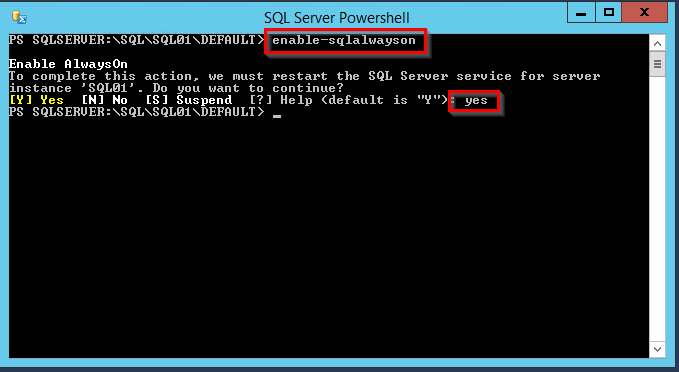 SQL Server Powershell
PS SQLSERVER:\SQL\SQL01\DEFAULT> enable-sqlalwayson
Enable AlwaysOn
To complete this action, we must restart the SQL Server service for server
instance 'SQL01'. Do you want to continue?
[Y] Yes  [N] No  [S] Suspend  [?] Help (default is "Y"): yes
PS SQLSERVER:\SQL\SQL01\DEFAULT> _